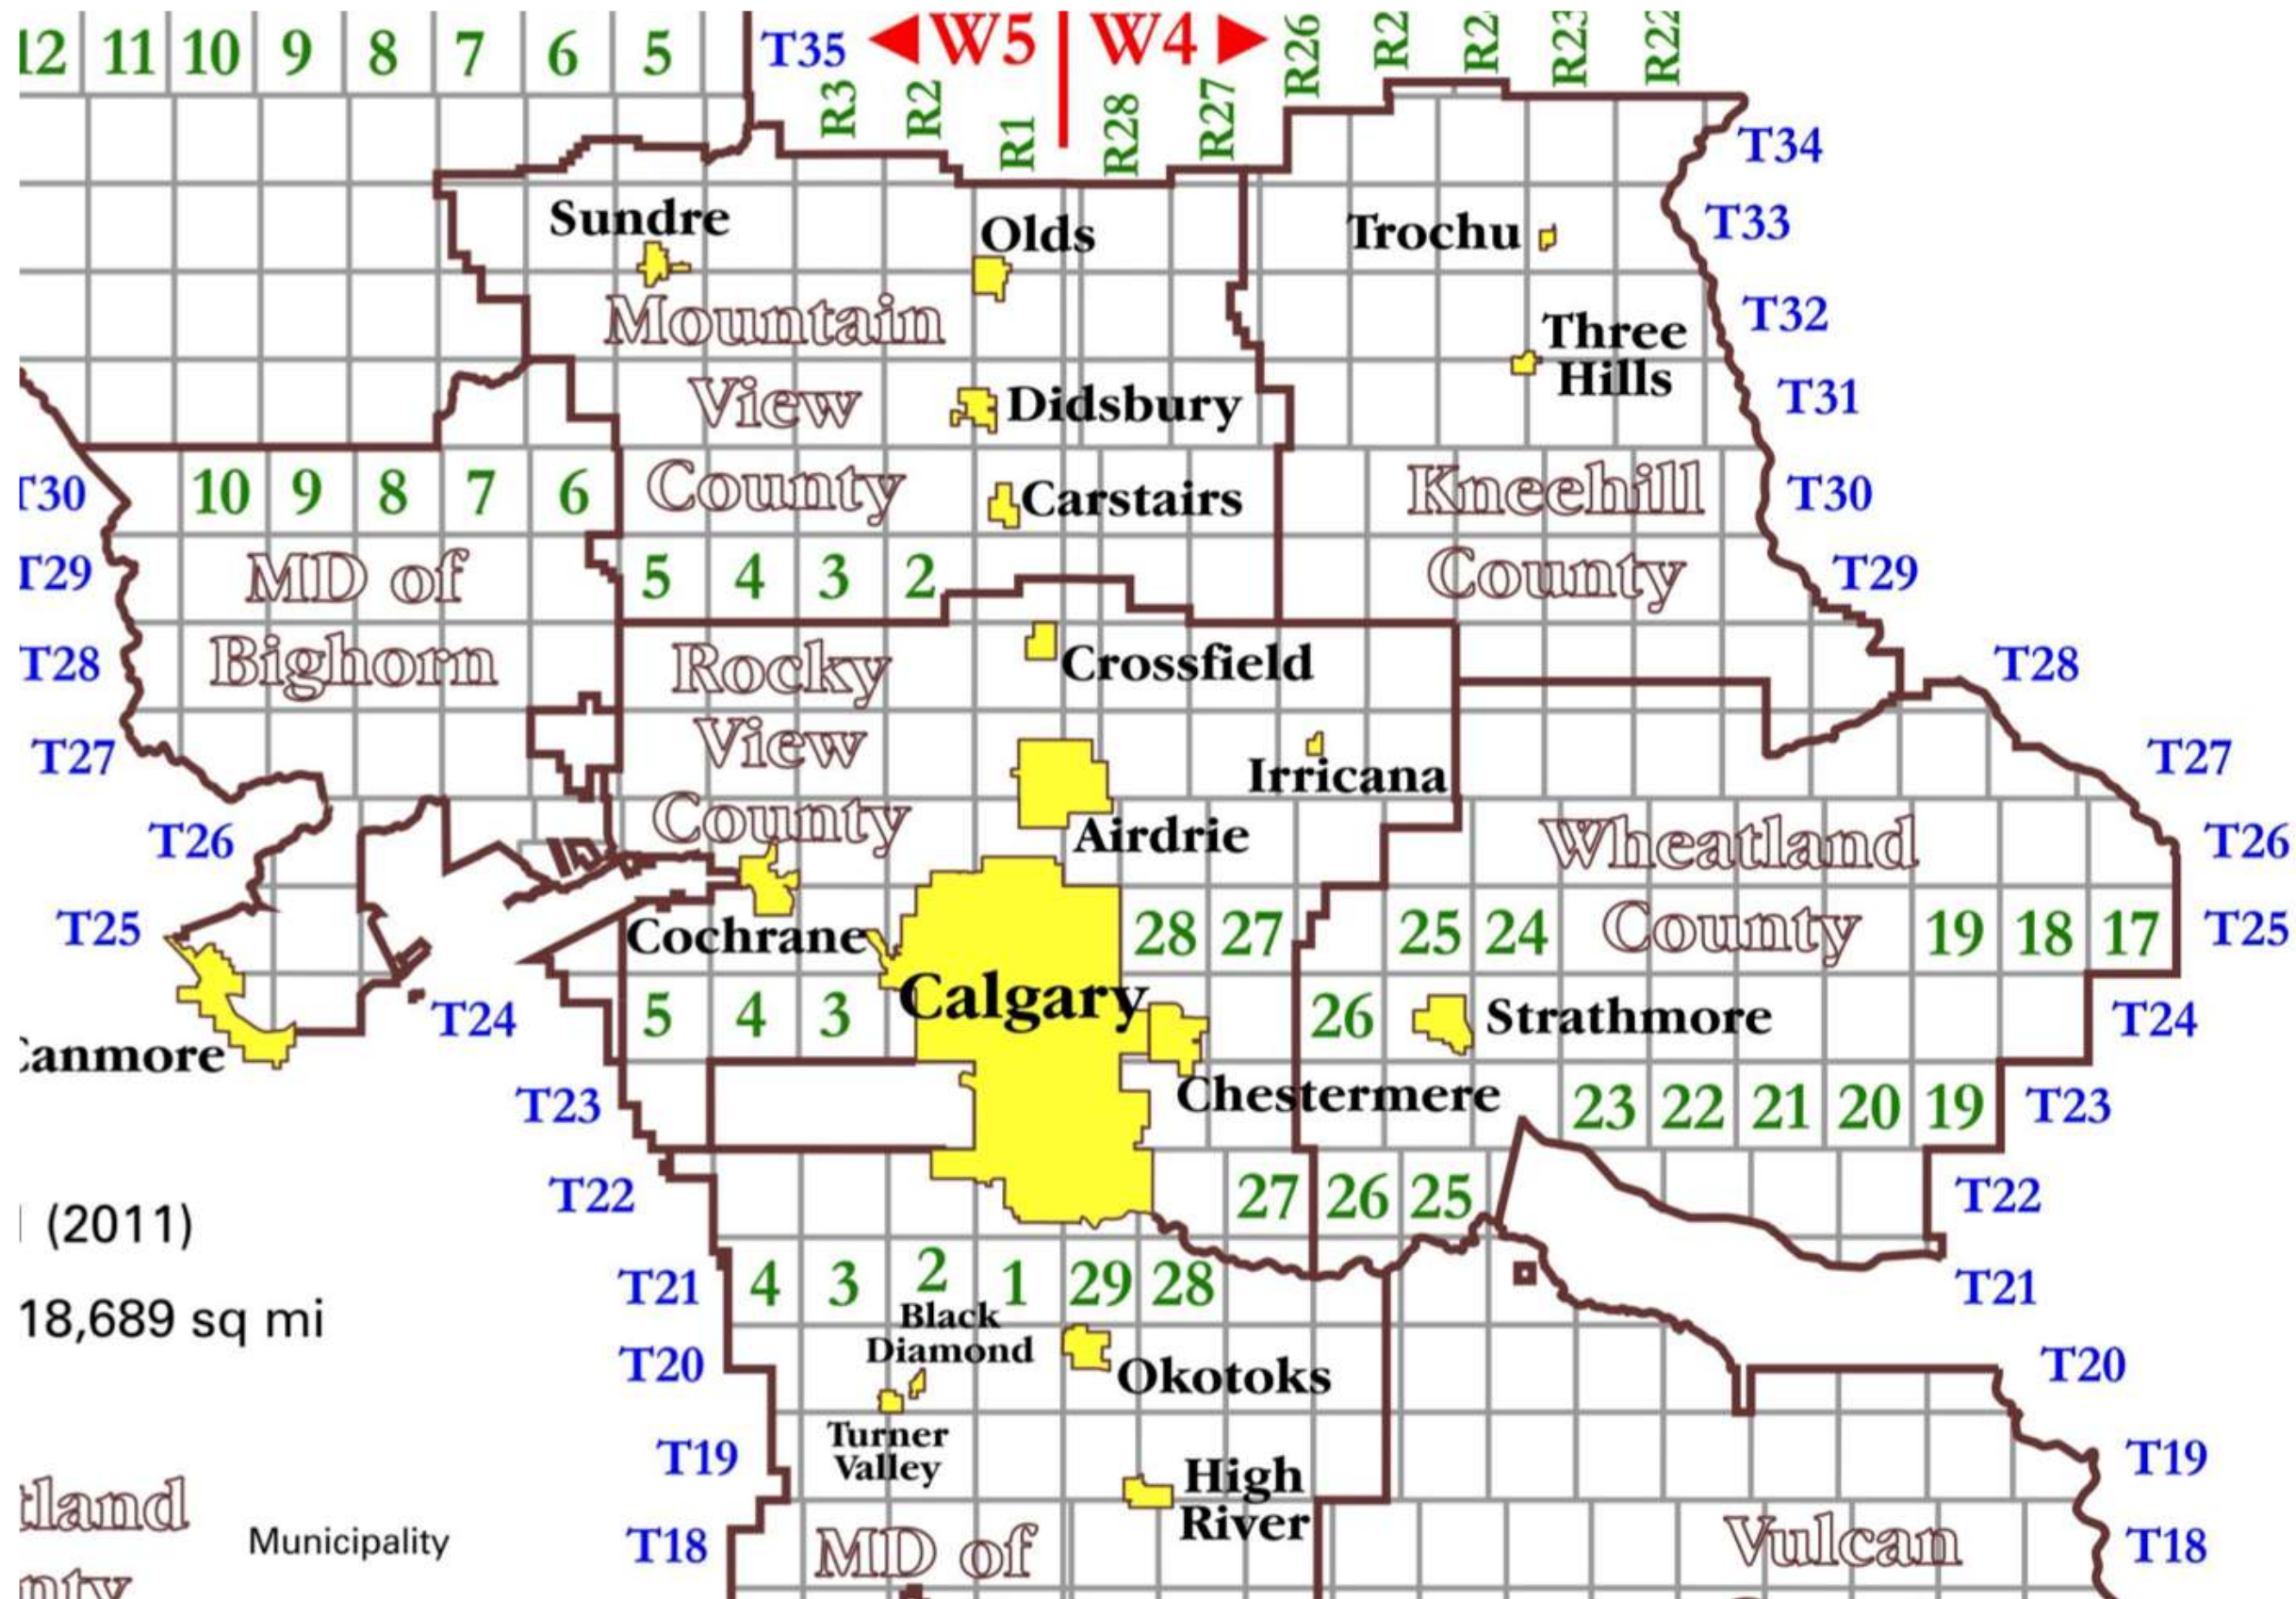 12 11 10 9 8 7 6 5 T35 W5 W4 R26 R23 R22
R3 R2 R1 R28 R27
T34
Sundre Olds Trochu T33
Mountain T32
Three
Hills
View Didsbury T31
T30 10 9 8 7 6 County Carstairs Kneehill T30
T29 MD of 5 4 3 2 County T29
T28 Bighorn Rocky Crossfield T28
T27 View Irricana T27
T26 County Airdrie Wheatland T26
T25 Cochrane 28 27 25 24 County 19 18 17 T25
T24 5 4 3 Calgary 26 Strathmore T24
anmore
T23 Chestermere 23 22 21 20 19 T23
(2011) T22 27 26 25 T22
18,689 sq mi T21 4 3 2 1 29 28 T21
Black
Diamond
T20 Okotoks T20
Turner
Valley
T19 High
River T19
tland Municipality T18 MD of Vulcan T18
nty